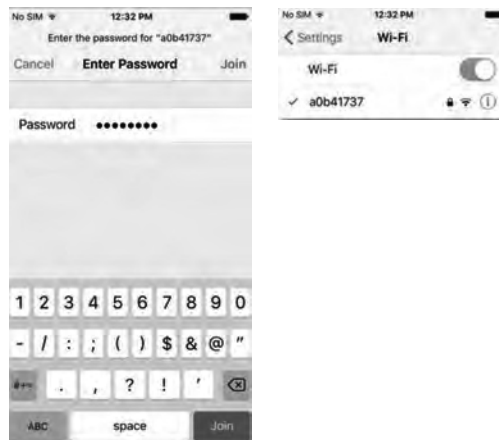 No SIM 12:32 PM
Enter the password for "a0b41737"
Cancel Enter Password Join
Password ••••••••
1 2 3 4 5 6 7 8 9 0
- / : ; ( ) $ & @ "
#+= . , ? ! '
ABC space Join
No SIM 12:32 PM
Settings Wi-Fi
Wi-Fi
✓ a0b41737